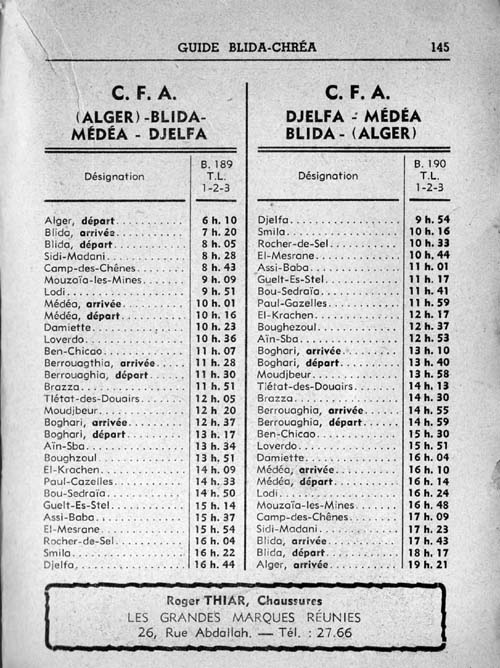 GUIDE BLIDA-CHRÉA 145
C. F. A.
(ALGER)-BLIDA-
MÉDÉA - DJELFA
Désignation
B. 189
T.L.
1-2-3
Alger, départ........... 6 h. 10
Blida, arrivée........... 7 h. 20
Blida, départ........... 8 h. 05
Sidi-Madani........... 8 h. 28
Camp-des-Chênes........... 8 h. 43
Mouzaïa-les-Mines........... 9 h. 09
Lodi........... 9 h. 51
Médéa, arrivée........... 10 h. 01
Médéa, départ........... 10 h. 16
Damiette........... 10 h. 23
Loverdo........... 10 h. 36
Ben-Chicao........... 11 h. 07
Berrouagthia, arrivée........... 11 h. 28
Berrouaghia, départ........... 11 h. 30
Brazza........... 11 h. 51
Tlétat-des-Douairs........... 12 h. 05
Moudjbeur........... 12 h 20
Boghari, arrivée........... 12 h. 37
Boghari, départ........... 13 h. 17
Aïn-Sba........... 13 h. 34
Boughzoul........... 13 h. 51
El-Krachen........... 14 h. 09
Paul-Cazelles........... 14 h. 33
Bou-Sedraïa........... 14 h. 50
Guelt-Es-Stel........... 15 h. 14
Assi-Baba........... 15 h. 37
El-Mesrane........... 15 h. 54
Rocher-de-Sel........... 16 h. 04
Smila........... 16 h. 22
Djelfa........... 16 h. 44
C. F. A.
DJELFA - MÉDÉA
BLIDA - (ALGER)
Désignation
B. 190
T.L.
1-2-3
Djelfa........... 9 h. 54
Smila........... 10 h. 16
Rocher-de-Sel........... 10 h. 33
El-Mesrane........... 10 h. 44
Assi-Baba........... 11 h. 01
Guelt-Es-Stel........... 11 h. 17
Bou-Sedraïa........... 11 h. 41
Paul-Gazelles........... 11 h. 59
El-Krachen........... 12 h. 17
Boughezoul........... 12 h. 37
Aïn-Sba........... 12 h. 53
Boghari, arrivée........... 13 h. 10
Boghari, départ........... 13 h. 40
Moudjbeur........... 13 h. 58
Tlétat-des-Douairs........... 14 h. 13
Brazza........... 14 h. 30
Berrouaghia, arrivée........... 14 h. 55
Berrouaghia, départ........... 14 h. 59
Ben-Chicao........... 15 h. 30
Loverdo........... 15 h. 51
Damiette........... 16 h. 04
Médéa, arrivée........... 16 h. 10
Médéa, départ........... 16 h. 14
Lodi........... 16 h. 24
Mouzaïa-les-Mines........... 16 h. 48
Camp-des-Chênes........... 17 h. 09
Sidi-Madani........... 17 h. 23
Blida, arrivée........... 17 h. 43
Blida, départ........... 18 h. 17
Alger, arrivée........... 19 h. 21
Roger THIAR, Chaussures
LES GRANDES MARQUES RÉUNIES
26, Rue Abdallah. — Tél. : 27.66